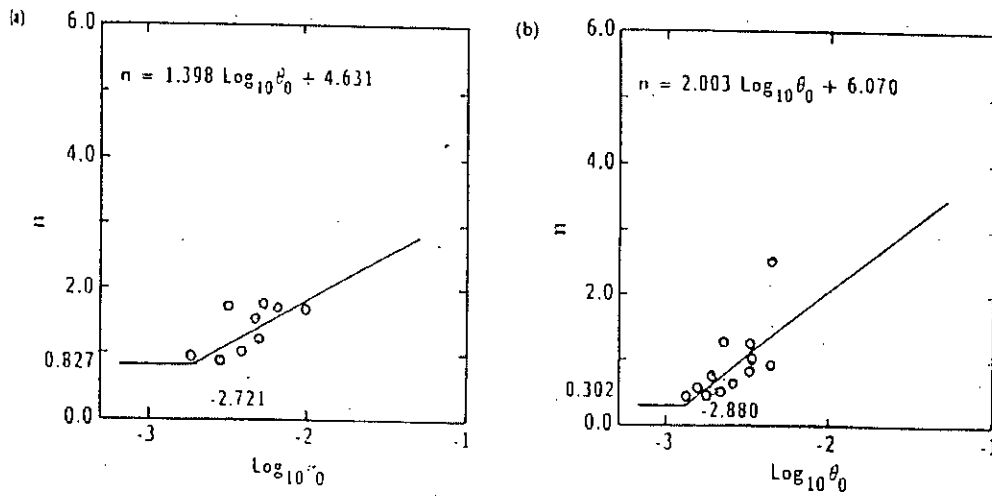 (a)
6.0
n = 1.398 Log10θ0 + 4.631
4.0
n
2.0
0.827
0.0
-2.721
-3
-2
-1
Log10θ0
(b)
6.0
n = 2.003 Log10θ0 + 6.070
4.0
n
2.0
0.302
0.0
-2.880
-3
-2
-1
Log10θ0